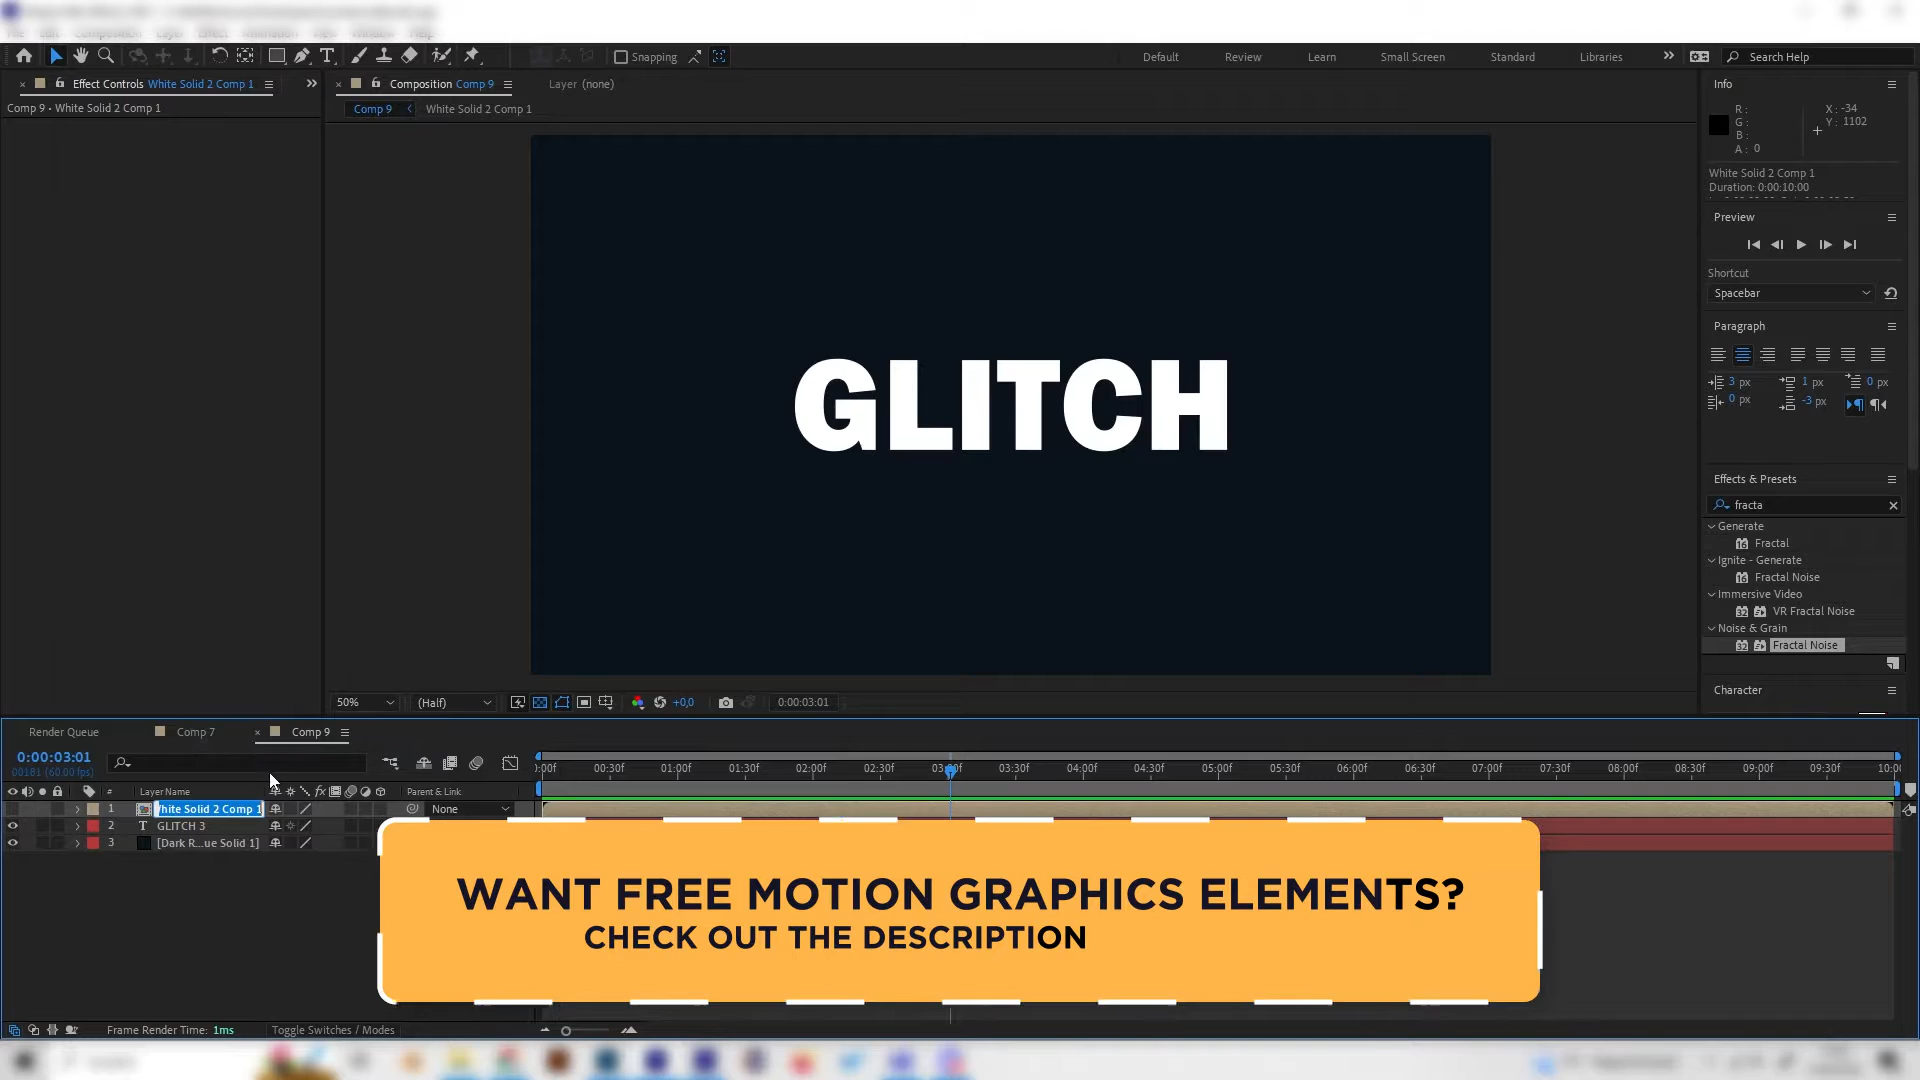 Snapping
Default
Review
Learn
Small Screen
Standard
Libraries
Search Help
Effect Controls White Solid 2 Comp 1
Comp 9 • White Solid 2 Comp 1
Composition Comp 9
Layer (none)
Comp 9
White Solid 2 Comp 1
GLITCH
Info
R :
G :
B :
A : 0
X : -34
Y : 1102
White Solid 2 Comp 1
Duration: 0:00:10:00
Preview
Shortcut
Spacebar
Paragraph
3 px
1 px
0 px
0 px
-3 px
Effects & Presets
fracta
Generate
Fractal
Ignite - Generate
Fractal Noise
Immersive Video
VR Fractal Noise
Noise & Grain
Fractal Noise
Character
50%
(Half)
+0,0
0:00:03:01
Render Queue
Comp 7
Comp 9
0:00:03:01
00181 (60.00 fps)
# Layer Name
Parent & Link
1 White Solid 2 Comp 1
None
2 T GLITCH 3
3 [Dark R...ue Solid 1]
:00f 00:30f 01:00f 01:30f 02:00f 02:30f 03:00f 03:30f 04:00f 04:30f 05:00f 05:30f 06:00f 06:30f 07:00f 07:30f 08:00f 08:30f 09:00f 09:30f 10:00
WANT FREE MOTION GRAPHICS ELEMENTS?
CHECK OUT THE DESCRIPTION
Frame Render Time: 1ms
Toggle Switches / Modes